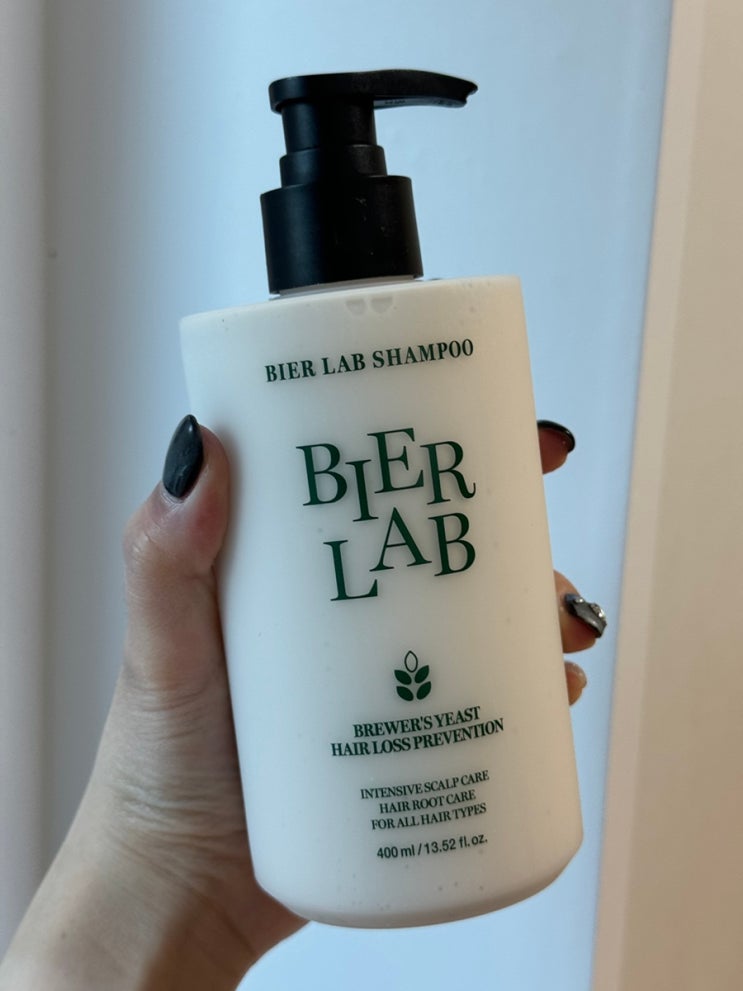 BIER LAB SHAMPOO
BIER
LAB
BREWER'S YEAST
HAIR LOSS PREVENTION
INTENSIVE SCALP CARE
HAIR ROOT CARE
FOR ALL HAIR TYPES
400 ml / 13.52 fl. oz.